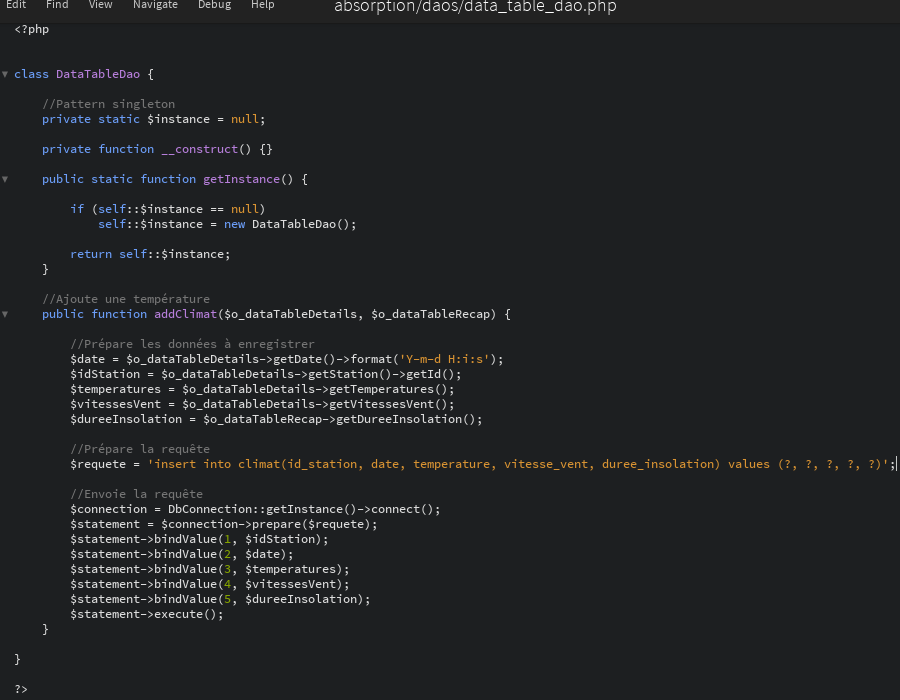 Edit Find View Navigate Debug Help absorption/daos/data_table_dao.php
<?php
class DataTableDao {
//Pattern singleton
private static $instance = null;
private function __construct() {}
public static function getInstance() {
if (self::$instance == null)
self::$instance = new DataTableDao();
return self::$instance;
}
//Ajoute une température
public function addClimat($o_dataTableDetails, $o_dataTableRecap) {
//Prépare les données à enregistrer
$date = $o_dataTableDetails->getDate()->format('Y-m-d H:i:s');
$idStation = $o_dataTableDetails->getStation()->getId();
$temperatures = $o_dataTableDetails->getTemperatures();
$vitessesVent = $o_dataTableDetails->getVitessesVent();
$dureeInsolation = $o_dataTableRecap->getDureeInsolation();
//Prépare la requête
$requete = 'insert into climat(id_station, date, temperature, vitesse_vent, duree_insolation) values (?, ?, ?, ?, ?)';
//Envoie la requête
$connection = DbConnection::getInstance()->connect();
$statement = $connection->prepare($requete);
$statement->bindValue(1, $idStation);
$statement->bindValue(2, $date);
$statement->bindValue(3, $temperatures);
$statement->bindValue(4, $vitessesVent);
$statement->bindValue(5, $dureeInsolation);
$statement->execute();
}
}
?>